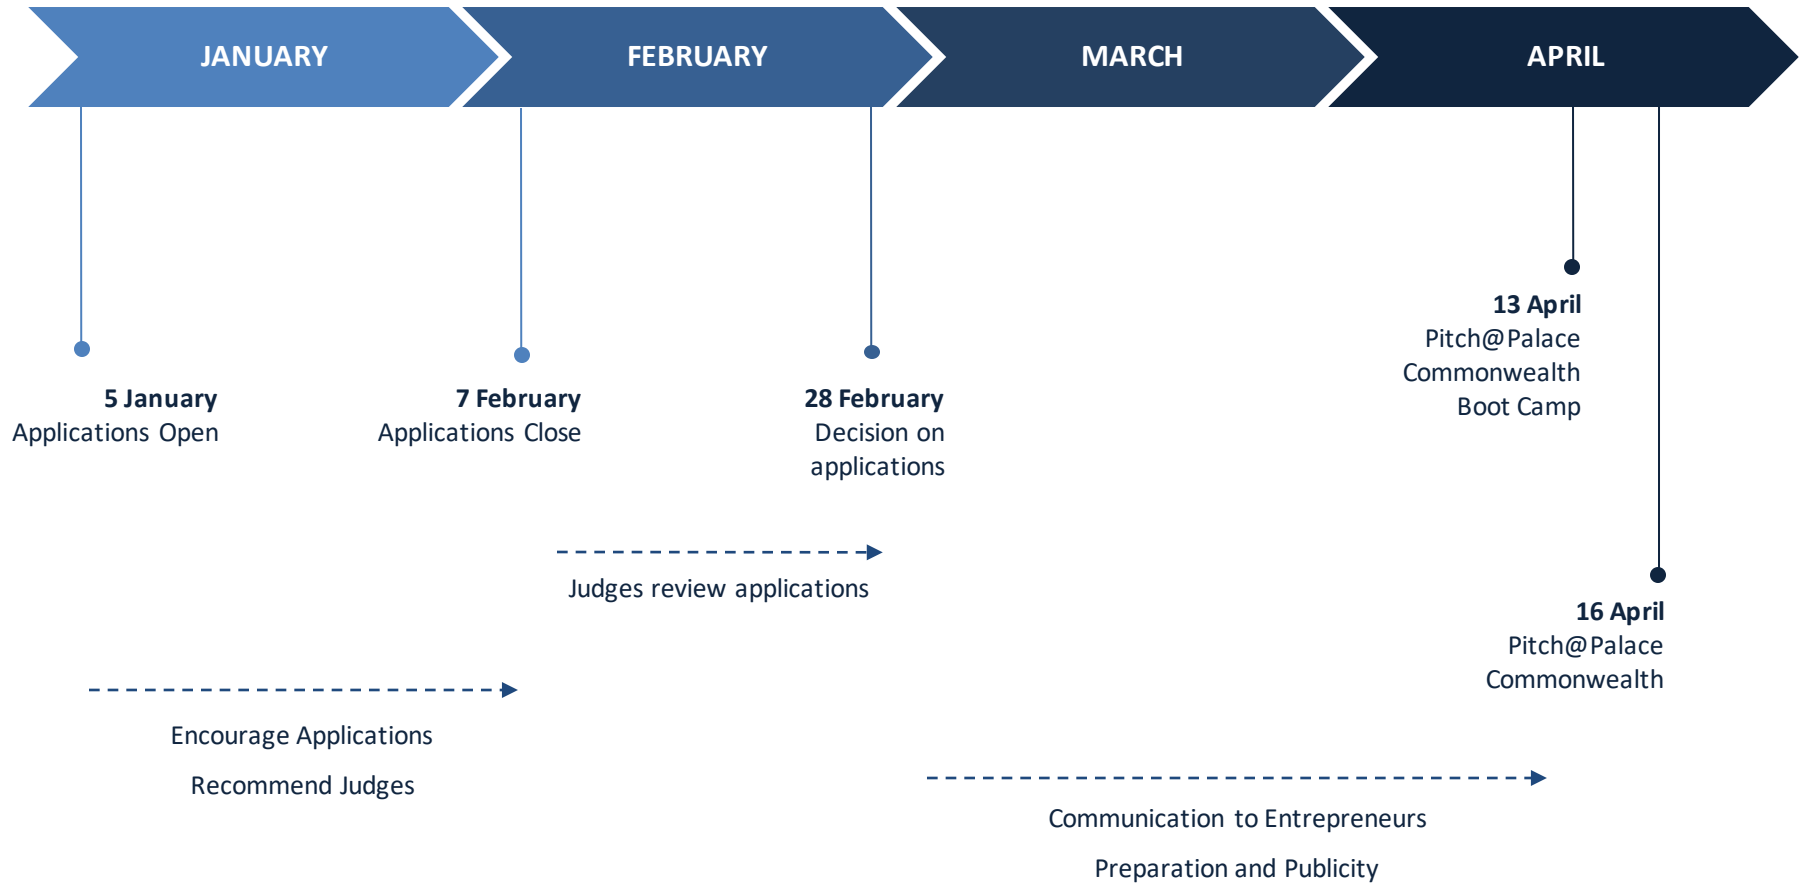 JANUARY
FEBRUARY
MARCH
APRIL
5 January
Applications Open
7 February
Applications Close
28 February
Decision on
applications
13 April
Pitch@Palace
Commonwealth
Boot Camp
Judges review applications
16 April
Pitch@Palace
Commonwealth
Encourage Applications
Recommend Judges
Communication to Entrepreneurs
Preparation and Publicity